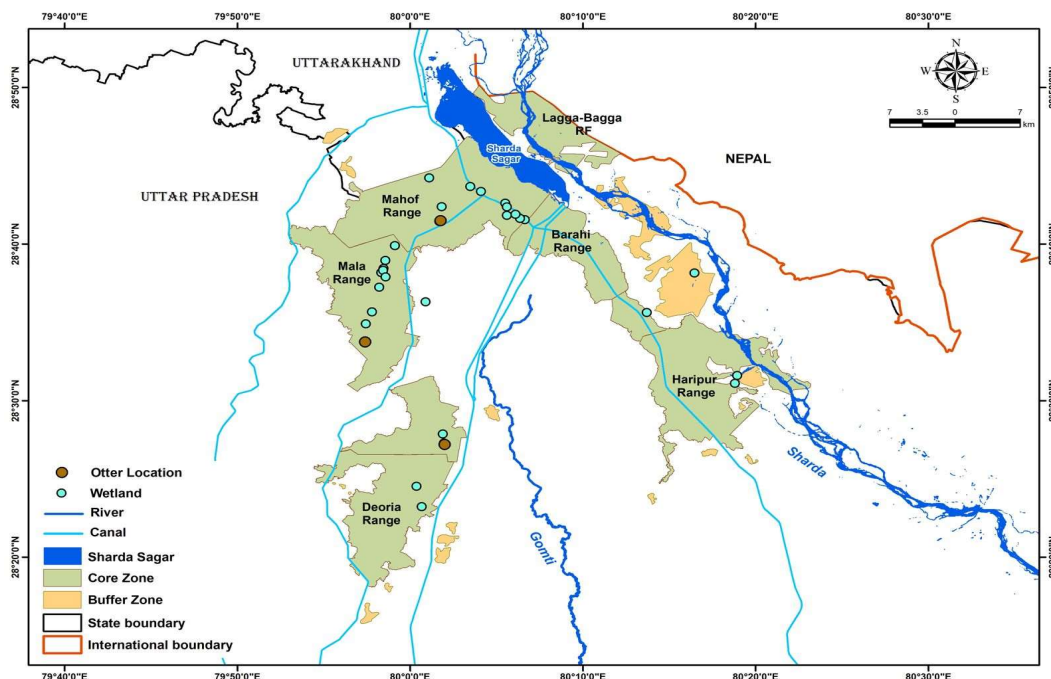 79°40'0"E 79°50'0"E 80°0'0"E 80°10'0"E 80°20'0"E 80°30'0"E
28°50'0"N
28°40'0"N
28°30'0"N
28°20'0"N
UTTARAKHAND
N
W E
S
7 3.5 0 7
km
Lagga-Bagga
RF
NEPAL
Sharda
Sagar
UTTAR PRADESH
Mahof
Range
Barahi
Range
Mala
Range
Haripur
Range
Sharda
Deoria
Range
Gomti
Otter Location
Wetland
River
Canal
Sharda Sagar
Core Zone
Buffer Zone
State boundary
International boundary
79°40'0"E 79°50'0"E 80°0'0"E 80°10'0"E 80°20'0"E 80°30'0"E